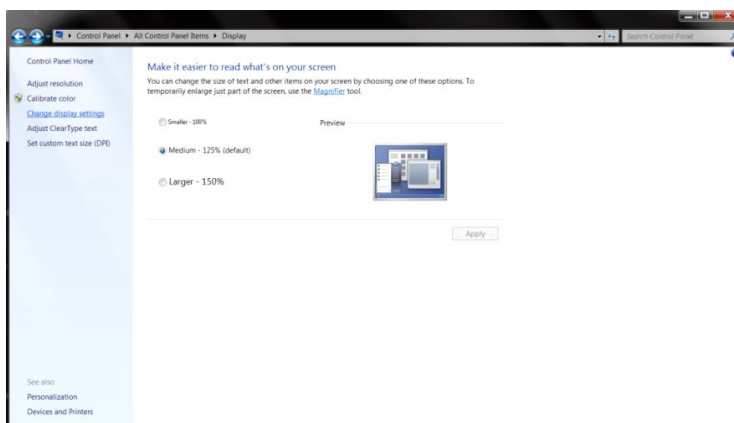 Control Panel ▸ All Control Panel Items ▸ Display
Search Control Panel
Control Panel Home
Adjust resolution
Calibrate color
Change display settings
Adjust ClearType text
Set custom text size (DPI)
See also
Personalization
Devices and Printers
Make it easier to read what's on your screen
You can change the size of text and other items on your screen by choosing one of these options. To
temporarily enlarge just part of the screen, use the Magnifier tool.
Smaller - 100%
Preview
Medium - 125% (default)
Larger - 150%
Apply